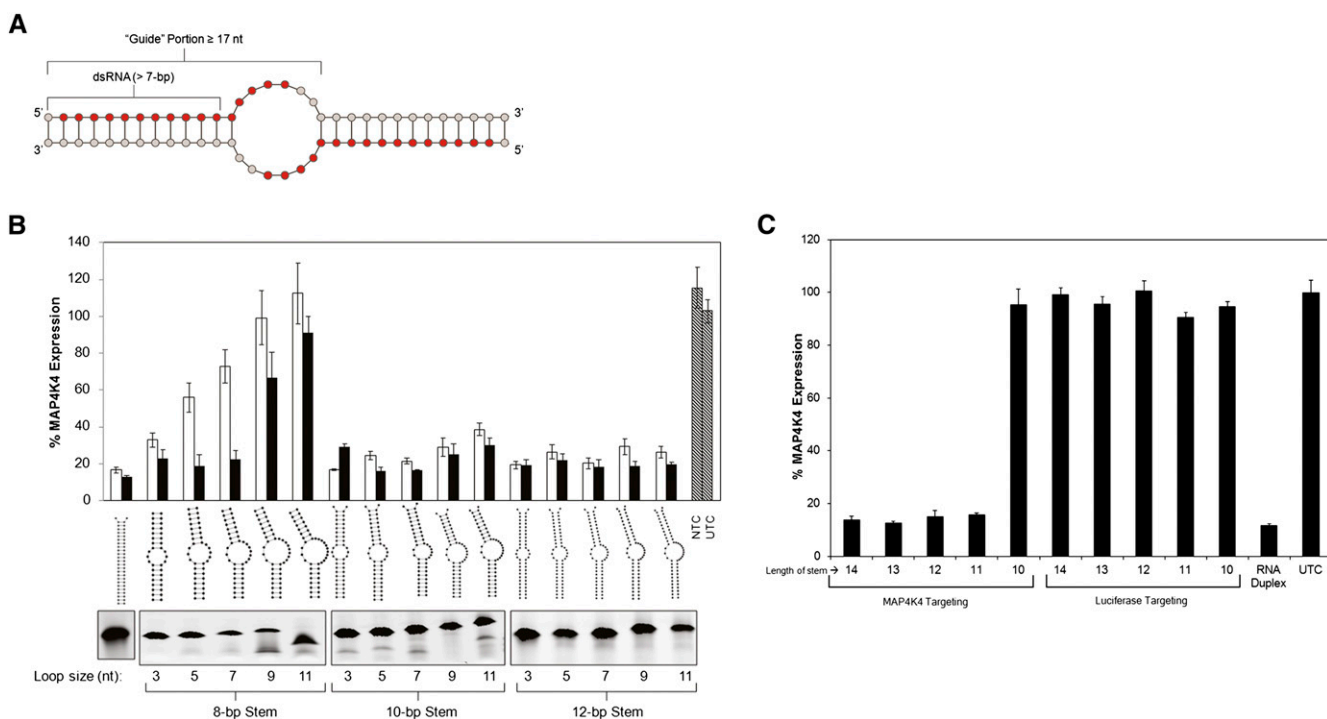 A
"Guide" Portion ≥ 17 nt
dsRNA (> 7-bp)
5' 3'
3' 5'
B
% MAP4K4 Expression
140
120
100
80
60
40
20
0
NTC
UTC
Loop size (nt): 3 5 7 9 11 3 5 7 9 11 3 5 7 9 11
8-bp Stem 10-bp Stem 12-bp Stem
C
% MAP4K4 Expression
120
100
80
60
40
20
0
Length of stem → 14 13 12 11 10 14 13 12 11 10 RNA Duplex UTC
MAP4K4 Targeting Luciferase Targeting